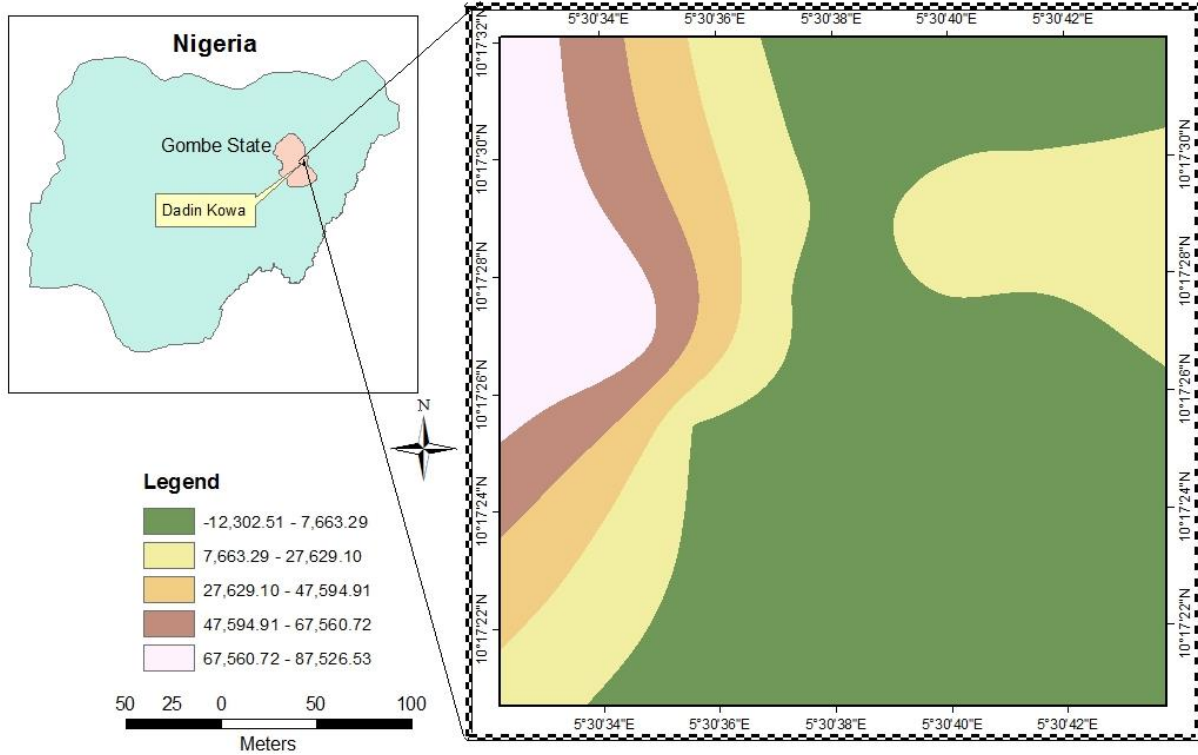 Nigeria
Gombe State
Dadin Kowa
N
Legend
-12,302.51 - 7,663.29
7,663.29 - 27,629.10
27,629.10 - 47,594.91
47,594.91 - 67,560.72
67,560.72 - 87,526.53
50 25 0 50 100
Meters
5°30'34"E 5°30'36"E 5°30'38"E 5°30'40"E 5°30'42"E
10°17'32"N
10°17'30"N
10°17'28"N
10°17'26"N
10°17'24"N
10°17'22"N
10°17'30"N
10°17'28"N
10°17'26"N
10°17'24"N
10°17'22"N
5°30'34"E 5°30'36"E 5°30'38"E 5°30'40"E 5°30'42"E